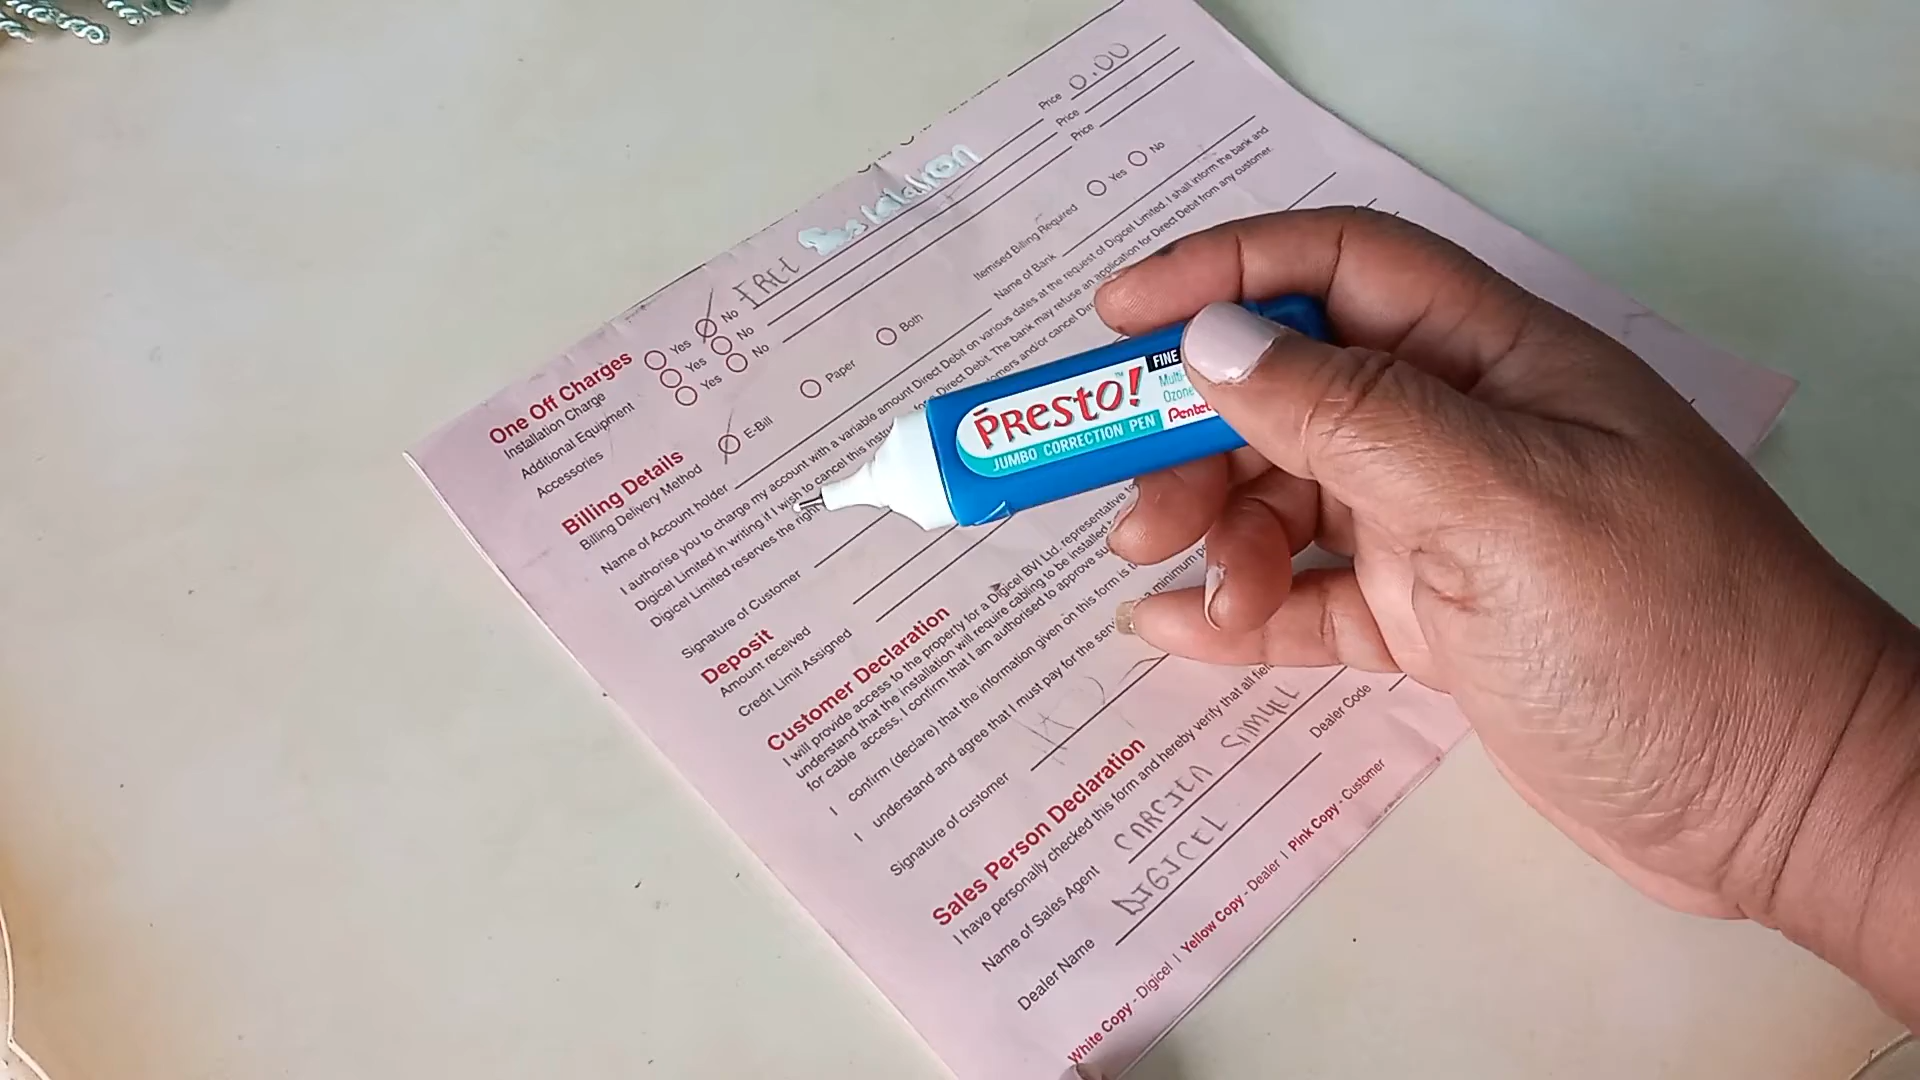 Price 0.00
Price
Price
One Off Charges
Installation Charge Yes No FREE Installation
Additional Equipment Yes No
Accessories Yes No
Billing Details
Itemised Billing Required Yes No
Billing Delivery Method E-Bill Paper Both
Name of Account holder
Name of Bank
I authorise you to charge my account with a variable amount Direct Debit on various dates at the request of Digicel Limited. I shall inform the bank and
Digicel Limited in writing if I wish to cancel this Direct Debit. The bank may refuse an application for Direct Debit from any customer.
Digicel Limited reserves the right and/or cancel
Signature of Customer
Deposit
Amount received
Credit Limit Assigned
Customer Declaration
I will provide access to the property for a Digicel BVI Ltd. representative
understand that the installation will require cabling to be installed
for cable access, I confirm that I am authorised to approve
I confirm (declare) that the information given on this form is
I understand and agree that I must pay for the a minimum
Signature of customer
Sales Person Declaration
I have personally checked this form and hereby verify that all
Name of Sales Agent
Dealer Code
Dealer Name DIGICEL
White Copy - Digicel | Yellow Copy - Dealer | Pink Copy - Customer
PRESTO!™
JUMBO CORRECTION PEN
FINE
Multi-
Ozone
Pentel